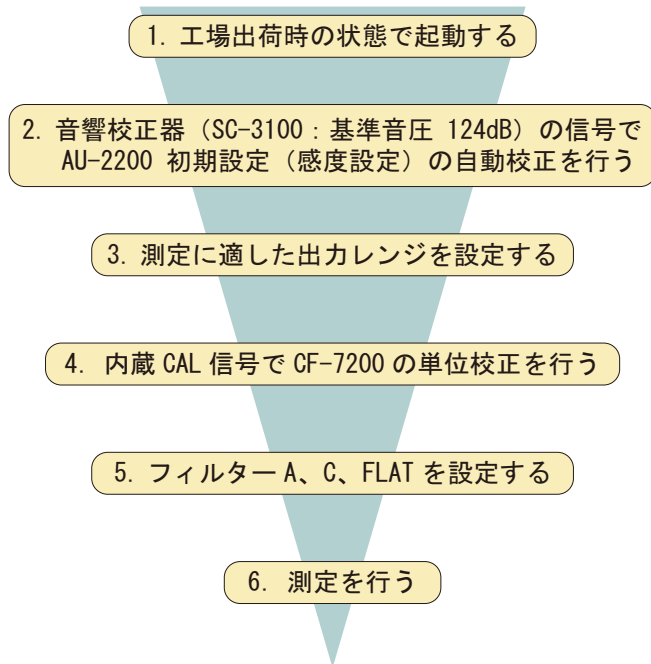 1. 工場出荷時の状態で起動する
2. 音響校正器（SC-3100：基準音圧 124dB）の信号で
AU-2200 初期設定（感度設定）の自動校正を行う
3. 測定に適した出力レンジを設定する
4. 内蔵 CAL 信号で CF-7200 の単位校正を行う
5. フィルター A、C、FLAT を設定する
6. 測定を行う